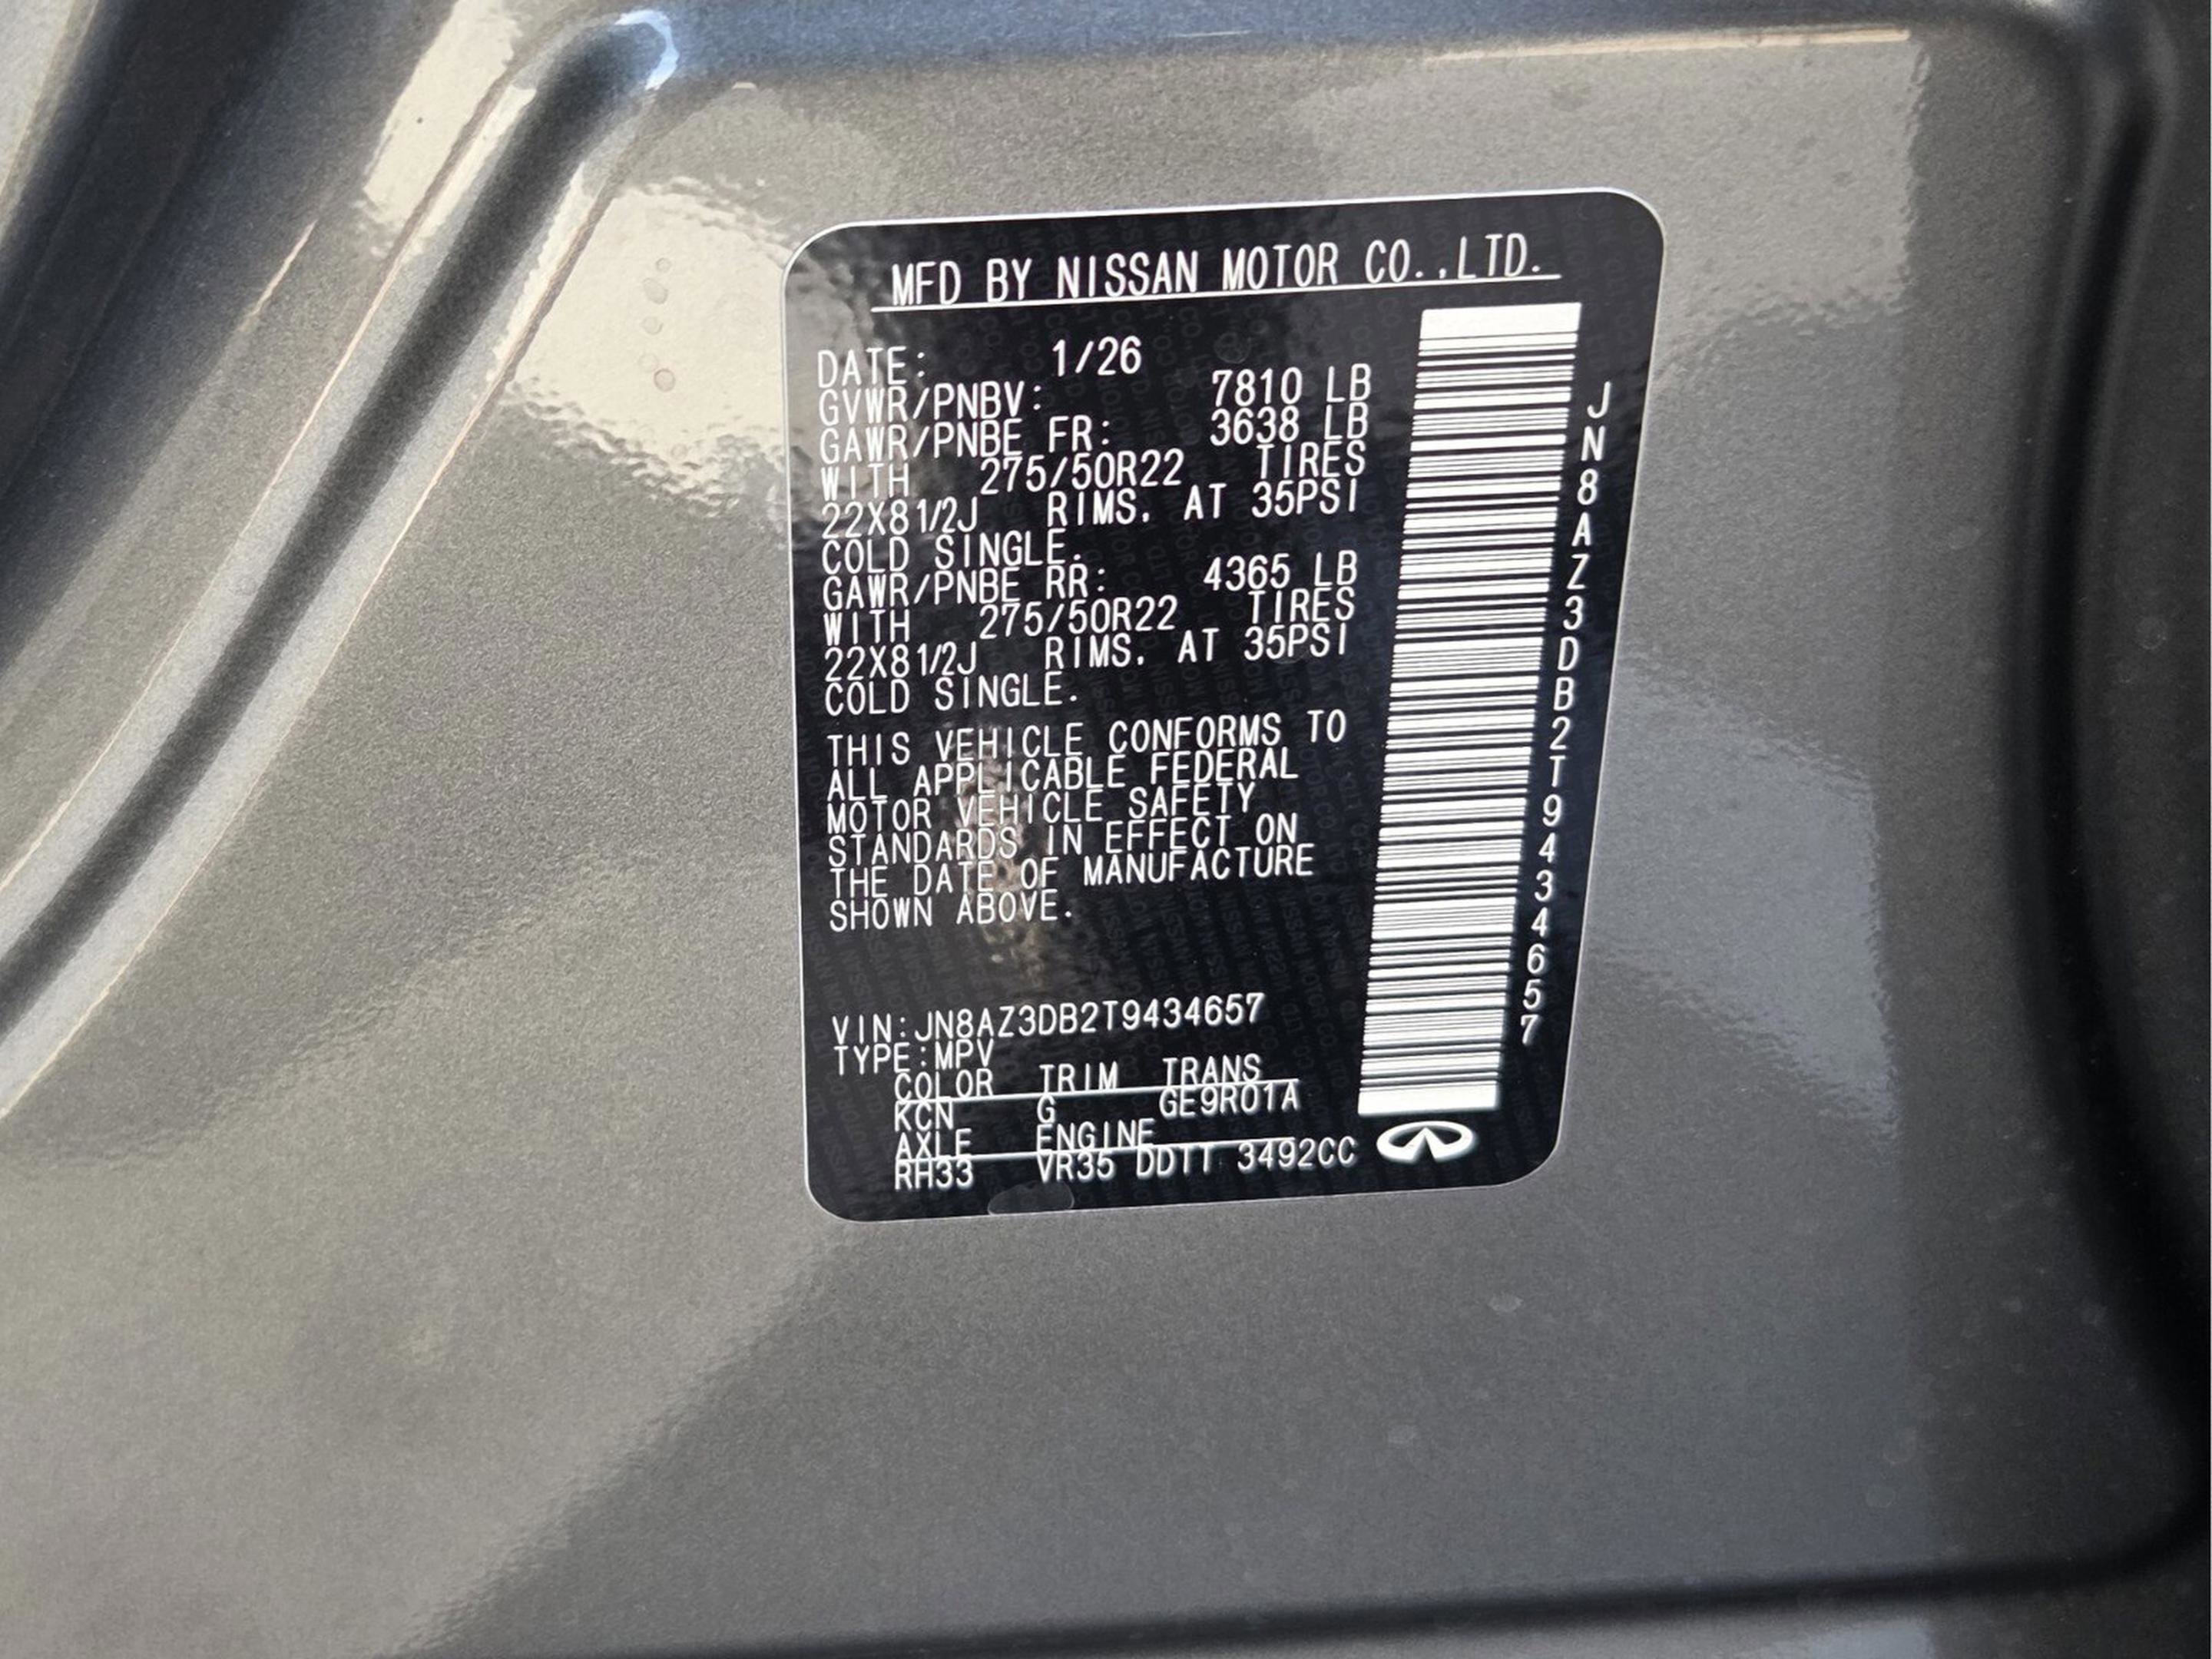 MFD BY NISSAN MOTOR CO.,LTD.
DATE: 1/26
GVWR/PNBV: 7810 LB
GAWR/PNBE FR: 3638 LB
WITH 275/50R22 TIRES
22X81/2J RIMS. AT 35PSI
COLD SINGLE.
GAWR/PNBE RR: 4365 LB
WITH 275/50R22 TIRES
22X81/2J RIMS. AT 35PSI
COLD SINGLE.
THIS VEHICLE CONFORMS TO
ALL APPLICABLE FEDERAL
MOTOR VEHICLE SAFETY
STANDARDS IN EFFECT ON
THE DATE OF MANUFACTURE
SHOWN ABOVE.
VIN:JN8AZ3DB2T9434657
TYPE:MPV
COLOR TRIM TRANS
KCN G GE9R01A
AXLE ENGINE
RH33 VR35 DDTT 3492CC
JN8AZ3DB2T9434657